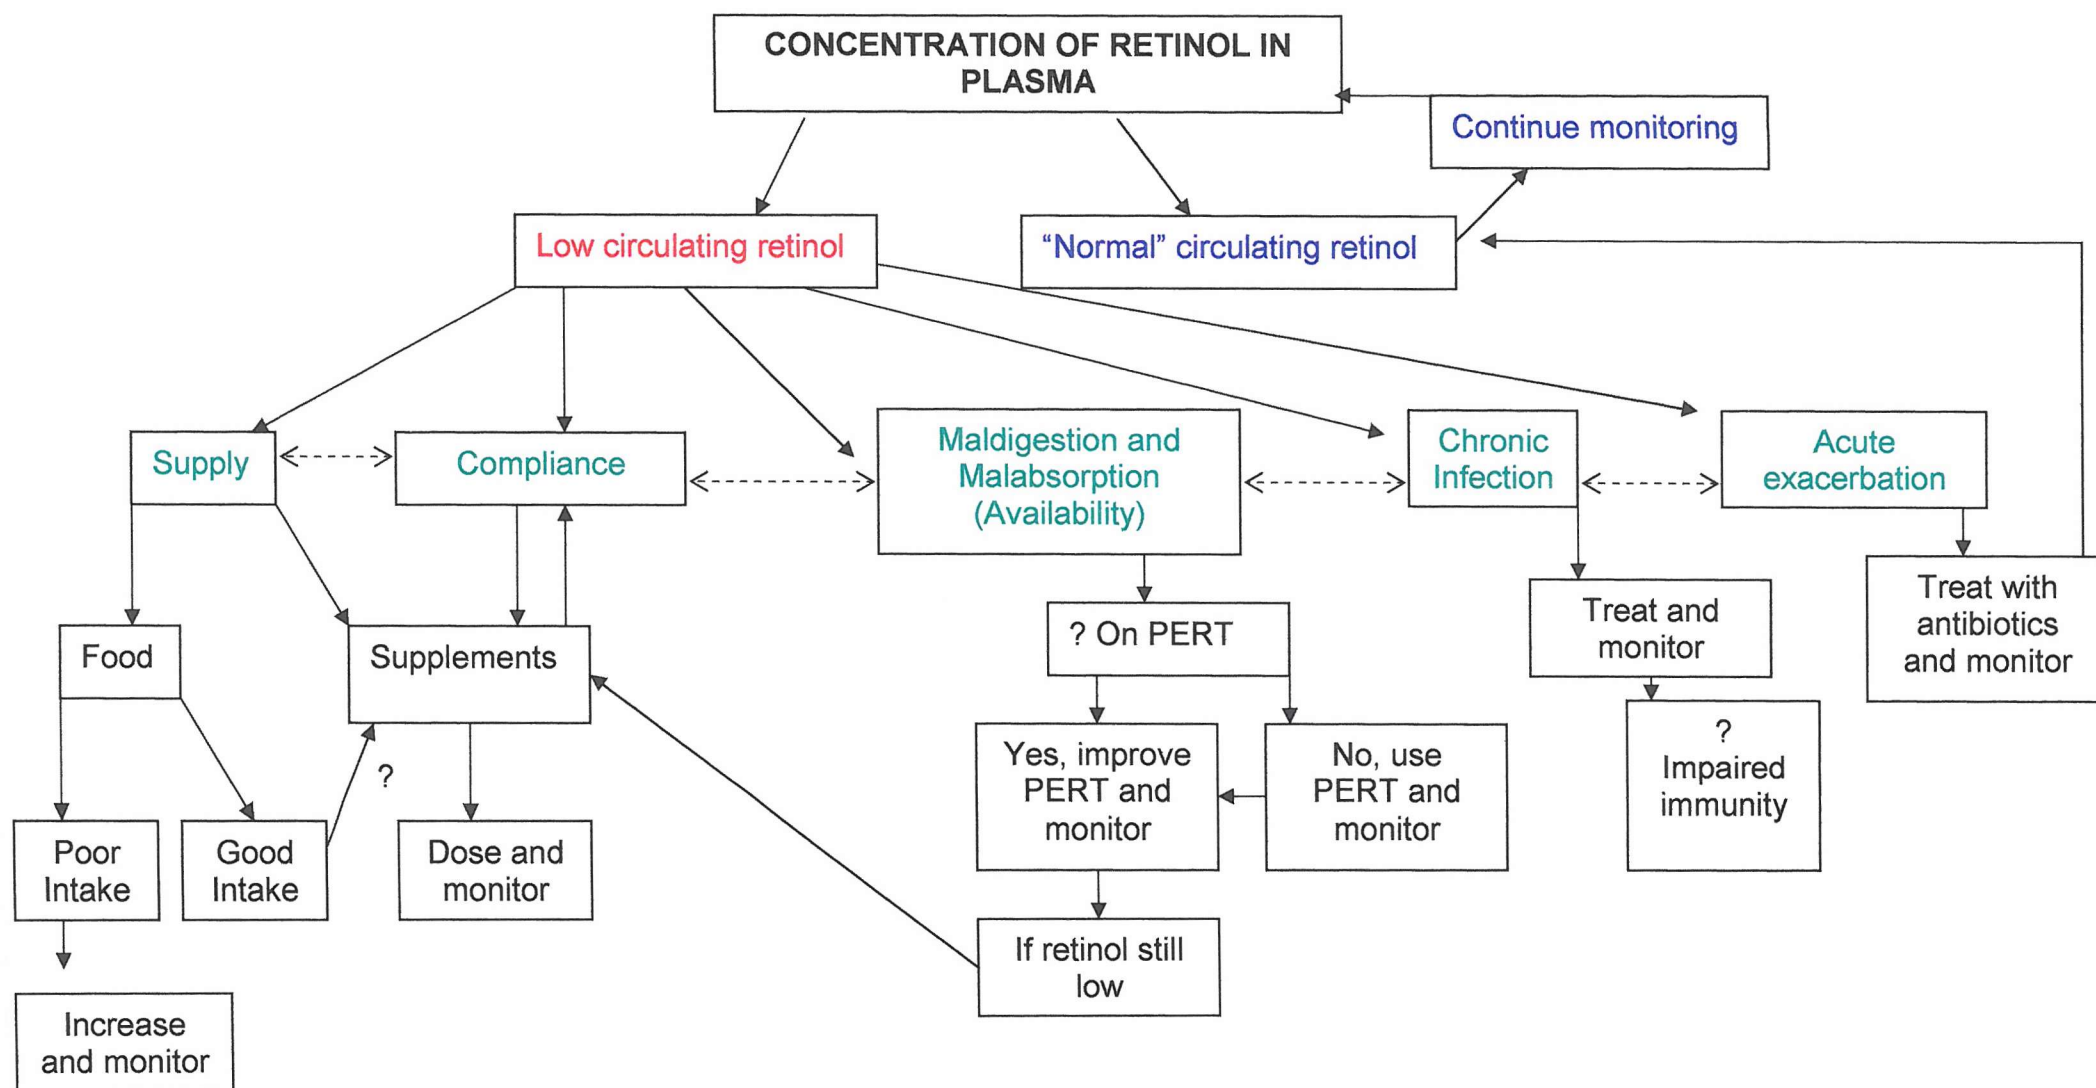 CONCENTRATION OF RETINOL IN
PLASMA
Continue monitoring
Low circulating retinol
“Normal” circulating retinol
Supply
Compliance
Maldigestion and
Malabsorption
(Availability)
Chronic
Infection
Acute
exacerbation
Food
Supplements
? On PERT
Treat and
monitor
Treat with
antibiotics
and monitor
?
Yes, improve
PERT and
monitor
No, use
PERT and
monitor
?
Impaired
immunity
Poor
Intake
Good
Intake
Dose and
monitor
If retinol still
low
Increase
and monitor